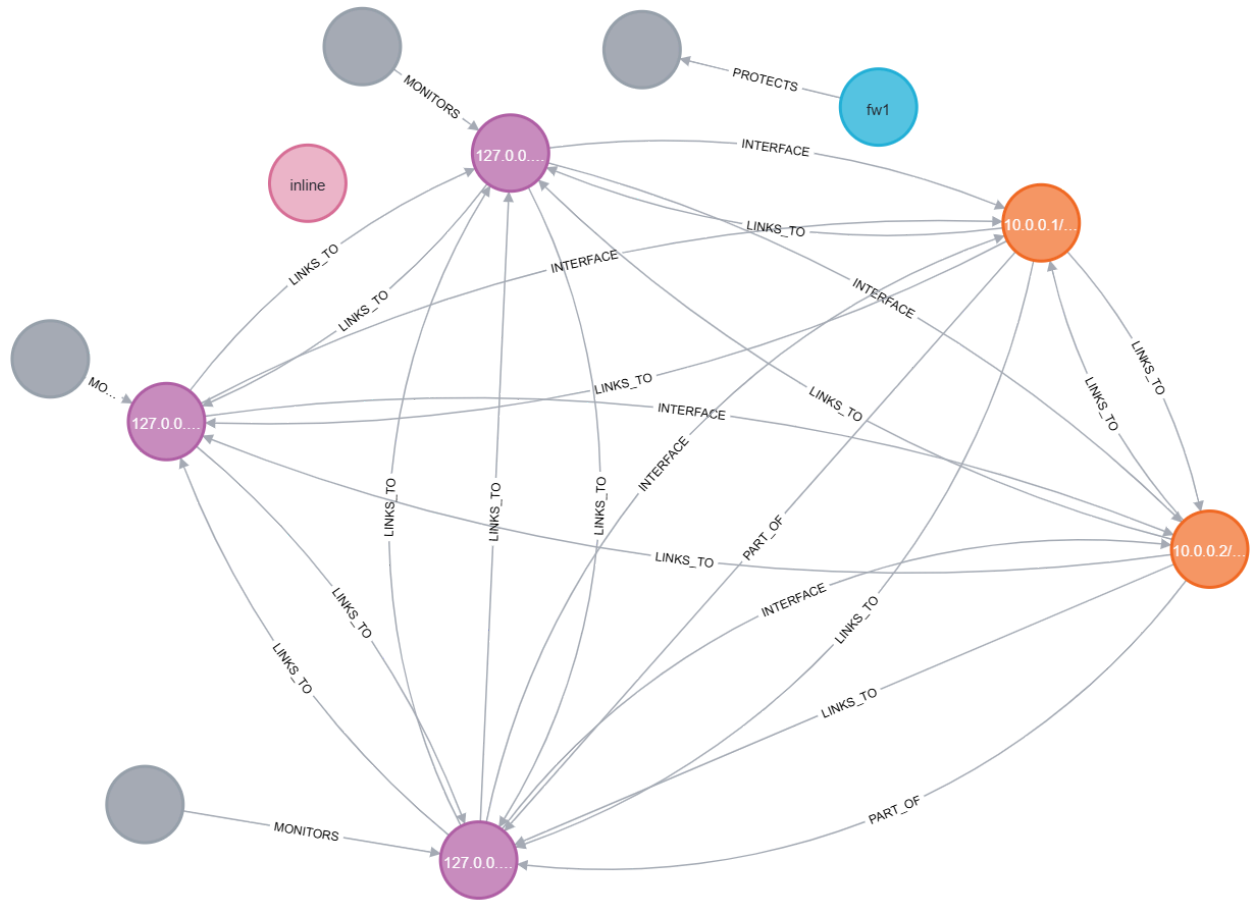 MONITORS
PROTECTS
fw1
127.0.0....
INTERFACE
inline
10.0.0.1/...
LINKS_TO
LINKS_TO
INTERFACE
INTERFACE
LINKS_TO
MO...
LINKS_TO
LINKS_TO
LINKS_TO
LINKS_TO
127.0.0....
INTERFACE
INTERFACE
LINKS_TO
LINKS_TO
LINKS_TO
PART_OF
10.0.0.2/...
LINKS_TO
INTERFACE
LINKS_TO
LINKS_TO
LINKS_TO
LINKS_TO
PART_OF
MONITORS
127.0.0....